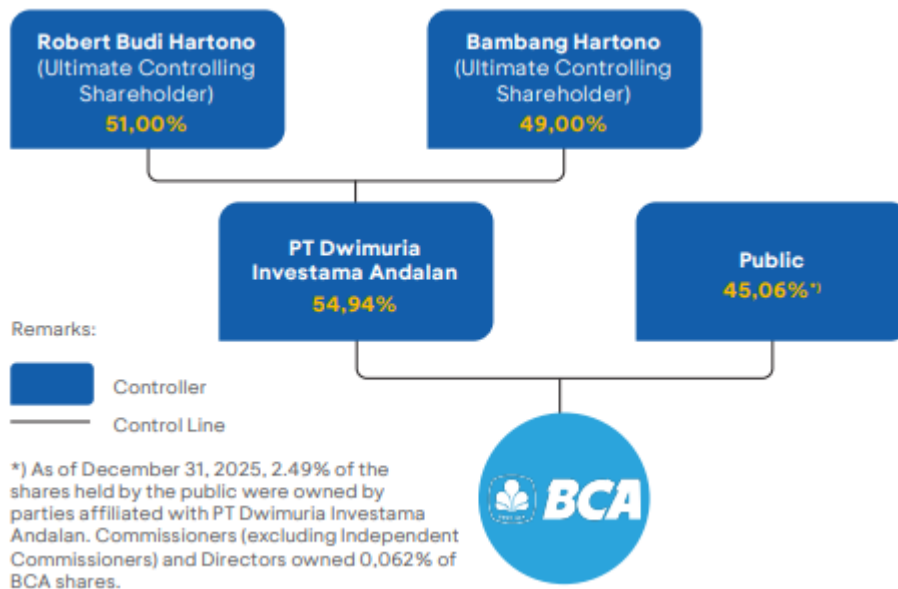 Robert Budi Hartono
(Ultimate Controlling
Shareholder)
51,00%
Bambang Hartono
(Ultimate Controlling
Shareholder)
49,00%
PT Dwimuria
Investama Andalan
54,94%
Public
45,06%*)
Remarks:
Controller
Control Line
*) As of December 31, 2025, 2.49% of the
shares held by the public were owned by
parties affiliated with PT Dwimuria Investama
Andalan. Commissioners (excluding Independent
Commissioners) and Directors owned 0,062% of
BCA shares.
BCA